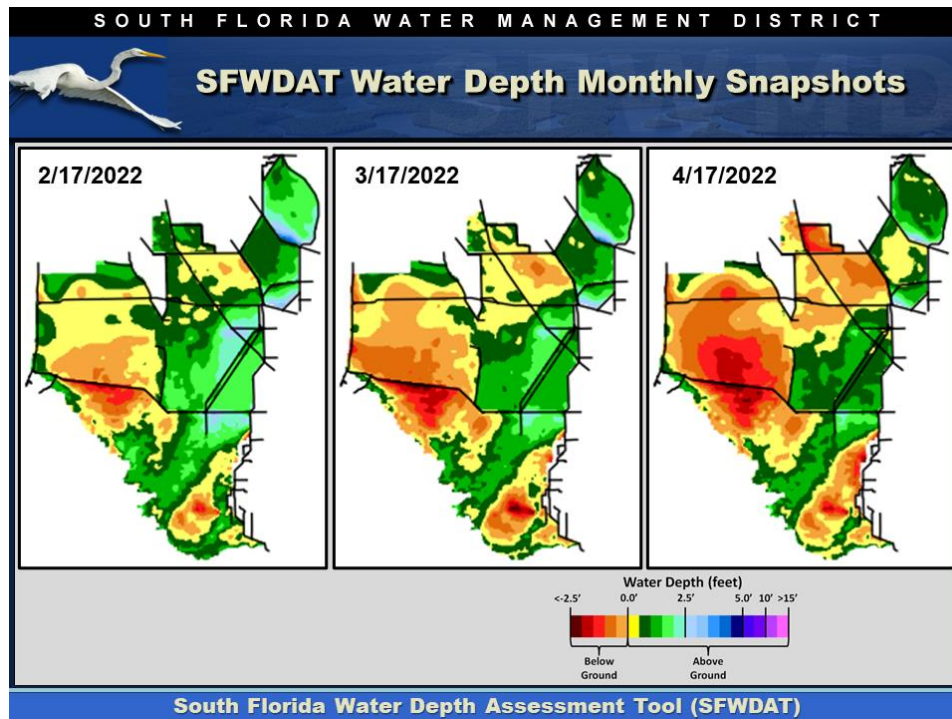 SOUTH FLORIDA WATER MANAGEMENT DISTRICT
SFWDAT Water Depth Monthly Snapshots
2/17/2022
3/17/2022
4/17/2022
Water Depth (feet)
<-2.5' 0.0' 2.5' 5.0' 10' >15'
Below Above
Ground Ground
South Florida Water Depth Assessment Tool (SFWDAT)